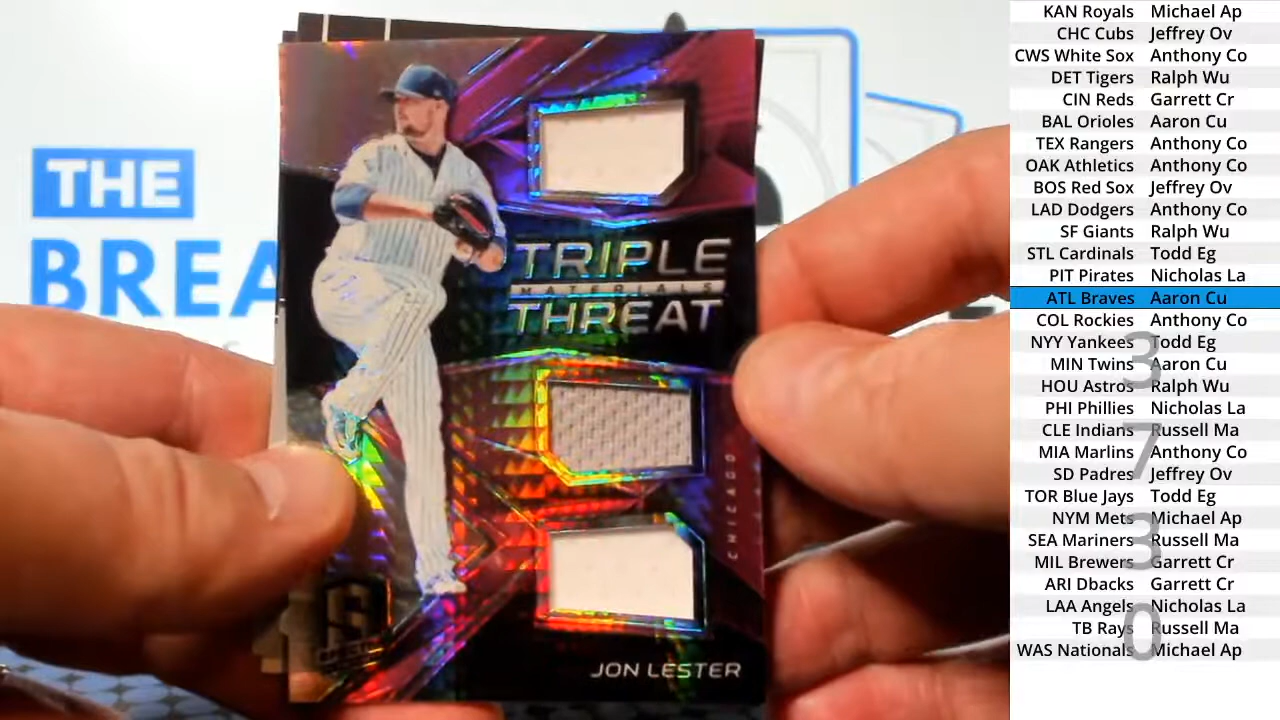 THE
BREA
TRIPLE
MATERIALS
THREAT
CHICAGO
JON LESTER
KAN Royals Michael Ap
CHC Cubs Jeffrey Ov
CWS White Sox Anthony Co
DET Tigers Ralph Wu
CIN Reds Garrett Cr
BAL Orioles Aaron Cu
TEX Rangers Anthony Co
OAK Athletics Anthony Co
BOS Red Sox Jeffrey Ov
LAD Dodgers Anthony Co
SF Giants Ralph Wu
STL Cardinals Todd Eg
PIT Pirates Nicholas La
ATL Braves Aaron Cu
COL Rockies Anthony Co
NYY Yankees Todd Eg
MIN Twins Aaron Cu
HOU Astros Ralph Wu
PHI Phillies Nicholas La
CLE Indians Russell Ma
MIA Marlins Anthony Co
SD Padres Jeffrey Ov
TOR Blue Jays Todd Eg
NYM Mets Michael Ap
SEA Mariners Russell Ma
MIL Brewers Garrett Cr
ARI Dbacks Garrett Cr
LAA Angels Nicholas La
TB Rays Russell Ma
WAS Nationals Michael Ap
3
7
3
0